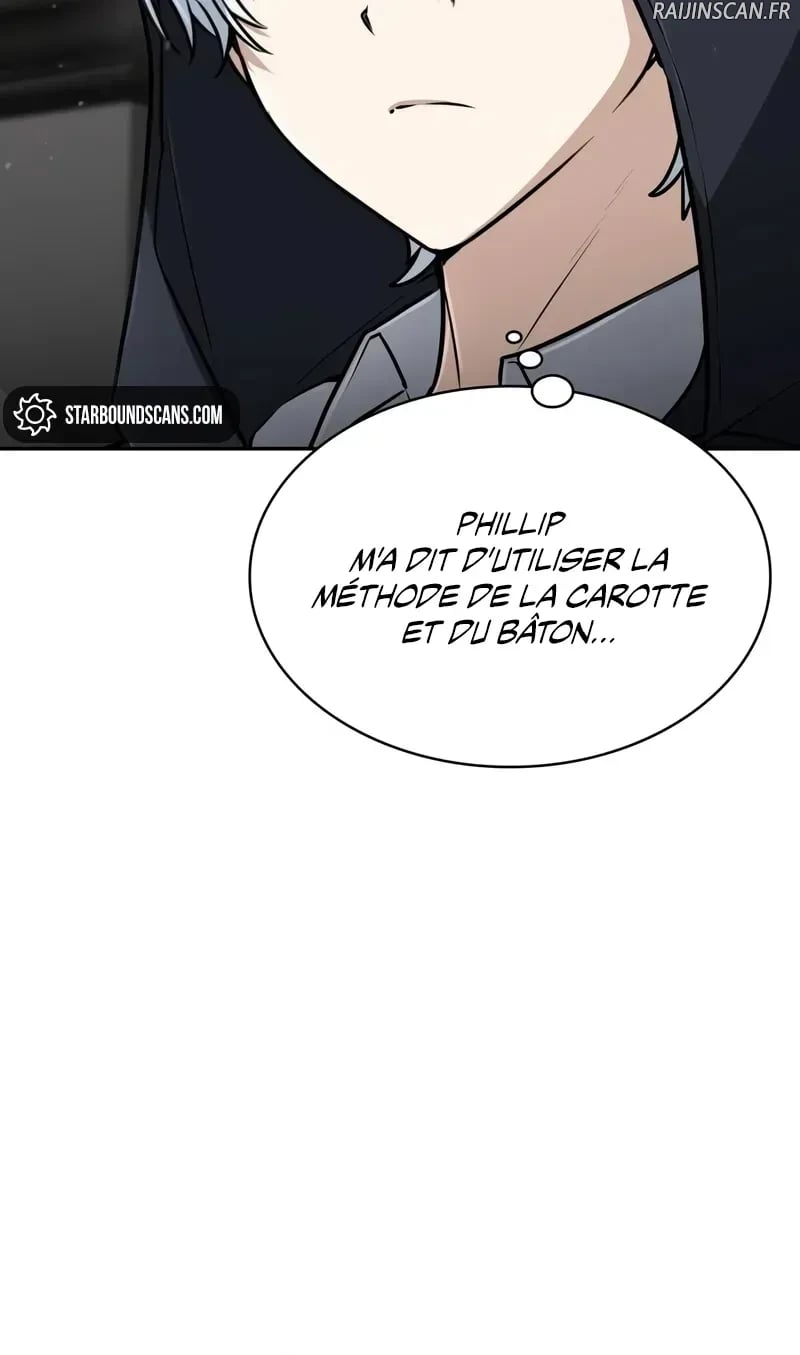 RAIJINSCAN.FR
STARBOUNDSCANS.COM
PHILLIP
M'A DIT D'UTILISER LA
MÉTHODE DE LA CAROTTE
ET DU BÂTON...